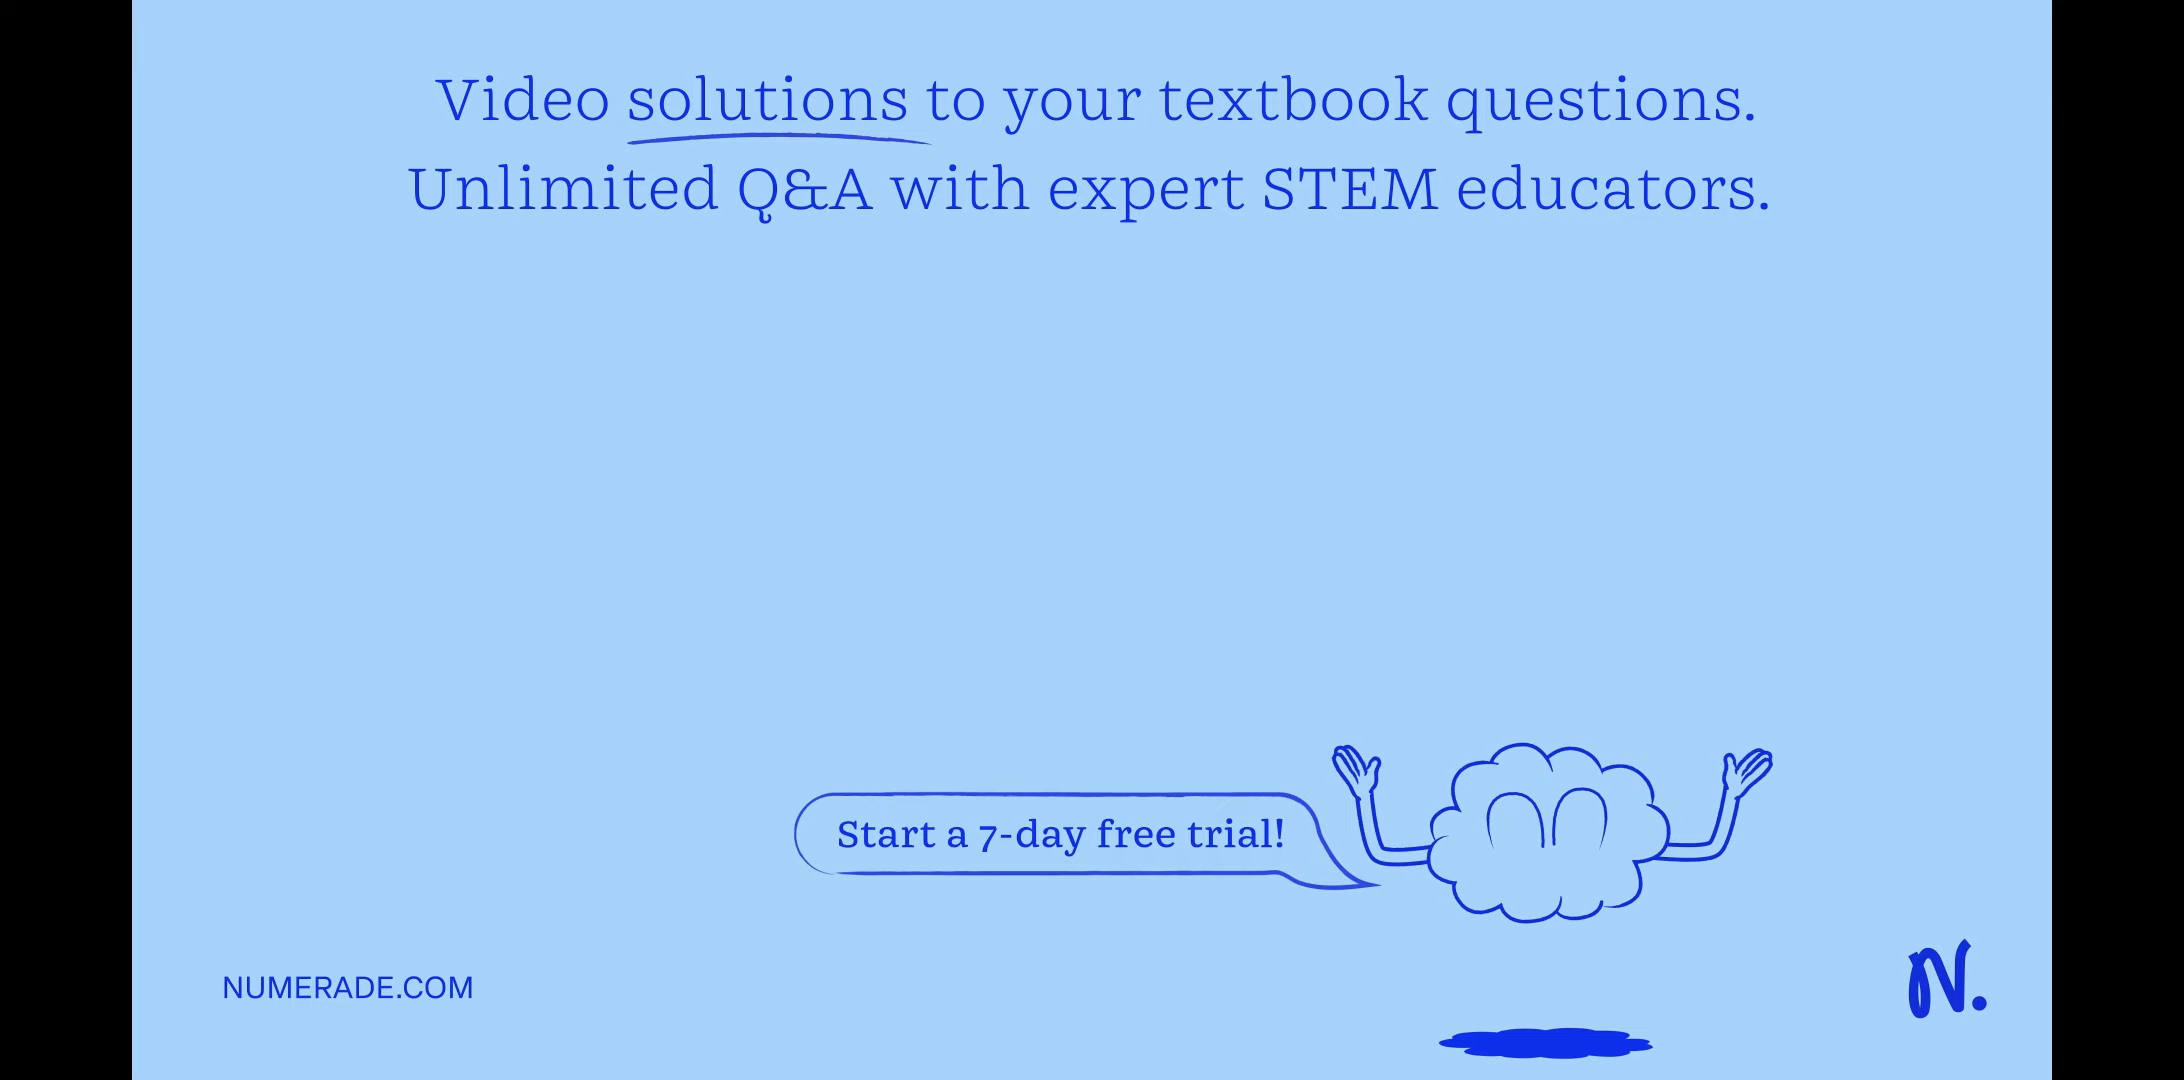 Video solutions to your textbook questions.
Unlimited Q&A with expert STEM educators.
Start a 7-day free trial!
NUMERADE.COM
N.